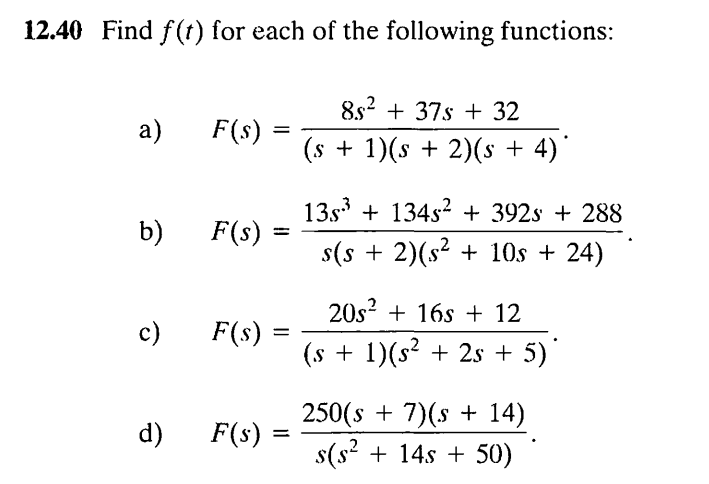 12.40 Find f(t) for each of the following functions:
a) F(s) = \frac{8s^2 + 37s + 32}{(s + 1)(s + 2)(s + 4)}.
b) F(s) = \frac{13s^3 + 134s^2 + 392s + 288}{s(s + 2)(s^2 + 10s + 24)}.
c) F(s) = \frac{20s^2 + 16s + 12}{(s + 1)(s^2 + 2s + 5)}.
d) F(s) = \frac{250(s + 7)(s + 14)}{s(s^2 + 14s + 50)}.